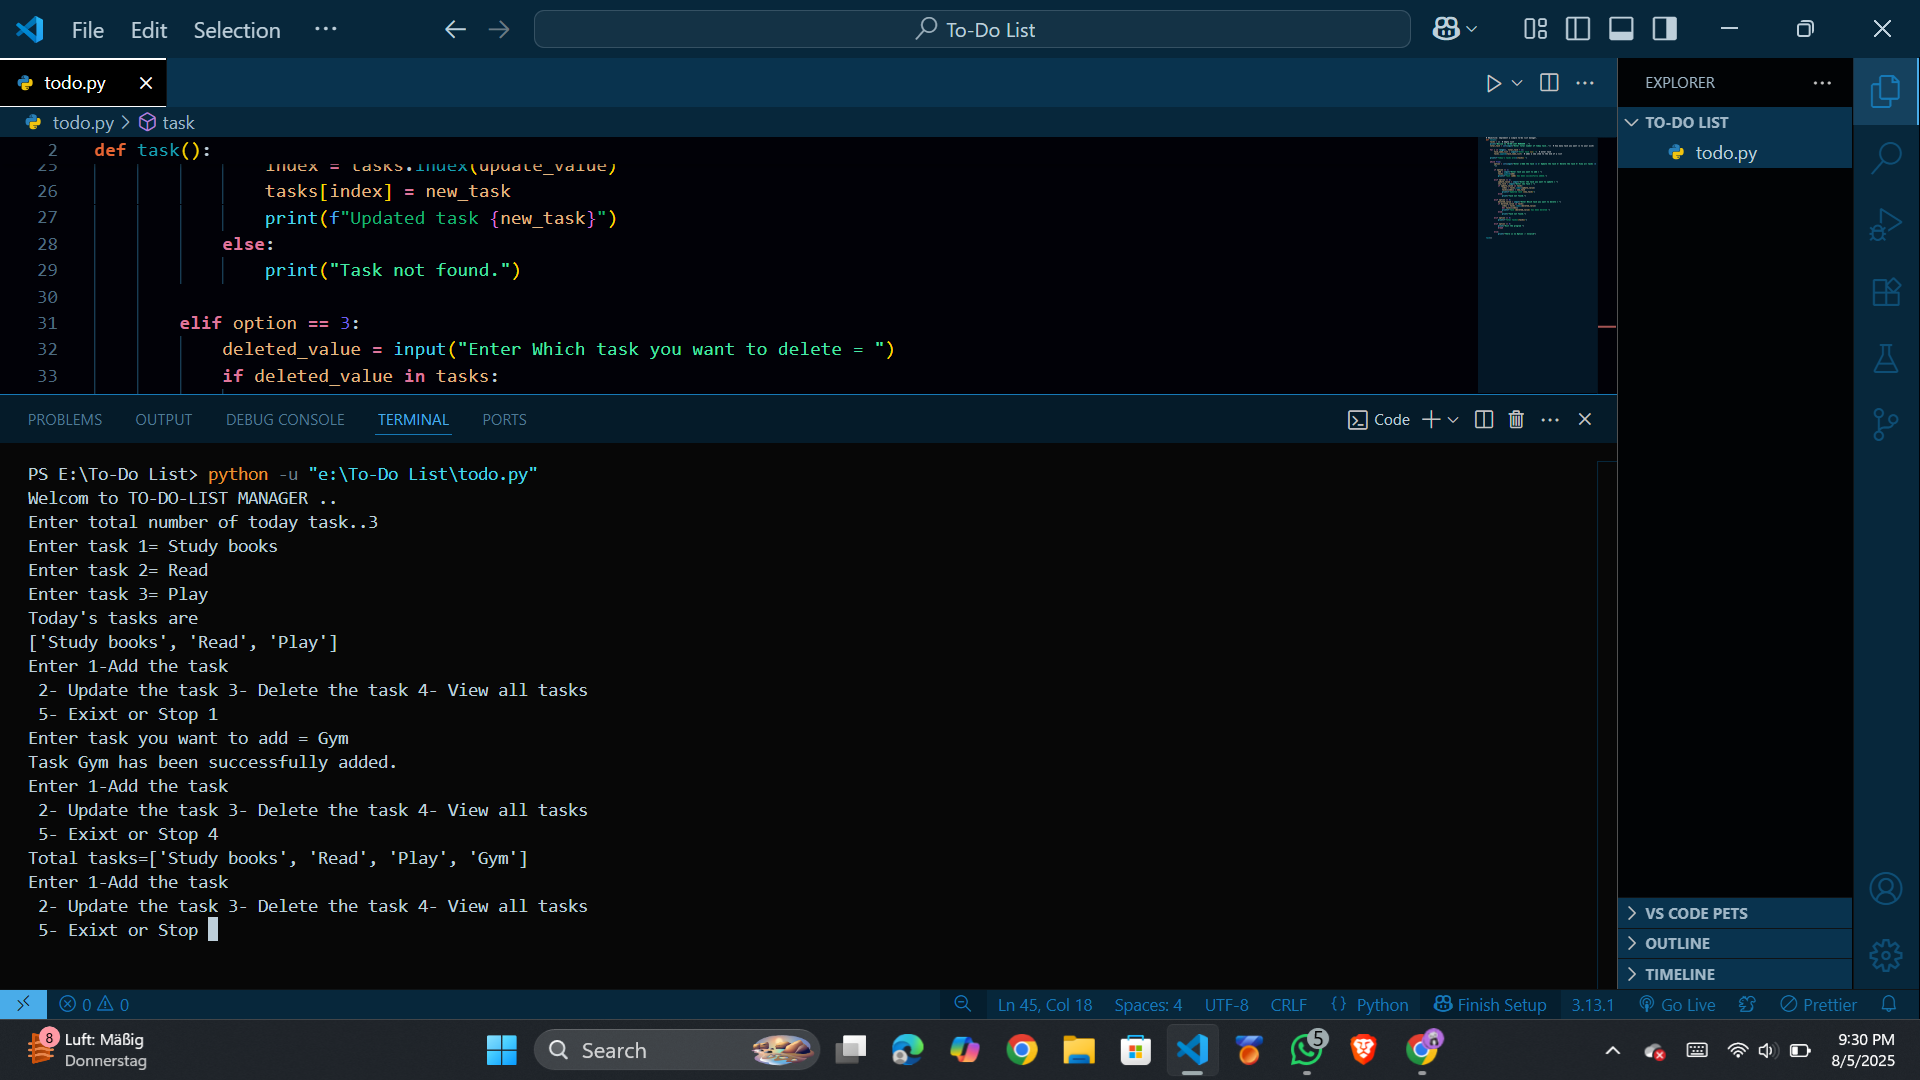 File Edit Selection ··· To-Do List
todo.py
EXPLORER
todo.py > task
TO-DO LIST
todo.py
2 def task():
25 index = tasks.index(update_value)
26 tasks[index] = new_task
27 print(f"Updated task {new_task}")
28 else:
29 print("Task not found.")
30
31 elif option == 3:
32 deleted_value = input("Enter Which task you want to delete = ")
33 if deleted_value in tasks:
PROBLEMS OUTPUT DEBUG CONSOLE TERMINAL PORTS Code
PS E:\To-Do List> python -u "e:\To-Do List\todo.py"
Welcom to TO-DO-LIST MANAGER ..
Enter total number of today task..3
Enter task 1= Study books
Enter task 2= Read
Enter task 3= Play
Today's tasks are
['Study books', 'Read', 'Play']
Enter 1-Add the task
2- Update the task 3- Delete the task 4- View all tasks
5- Exixt or Stop 1
Enter task you want to add = Gym
Task Gym has been successfully added.
Enter 1-Add the task
2- Update the task 3- Delete the task 4- View all tasks
5- Exixt or Stop 4
Total tasks=['Study books', 'Read', 'Play', 'Gym']
Enter 1-Add the task
2- Update the task 3- Delete the task 4- View all tasks
5- Exixt or Stop
VS CODE PETS
OUTLINE
TIMELINE
0 0 Ln 45, Col 18 Spaces: 4 UTF-8 CRLF {} Python Finish Setup 3.13.1 Go Live Prettier
8 Luft: Mäßig
Donnerstag
Search
5
9:30 PM
8/5/2025